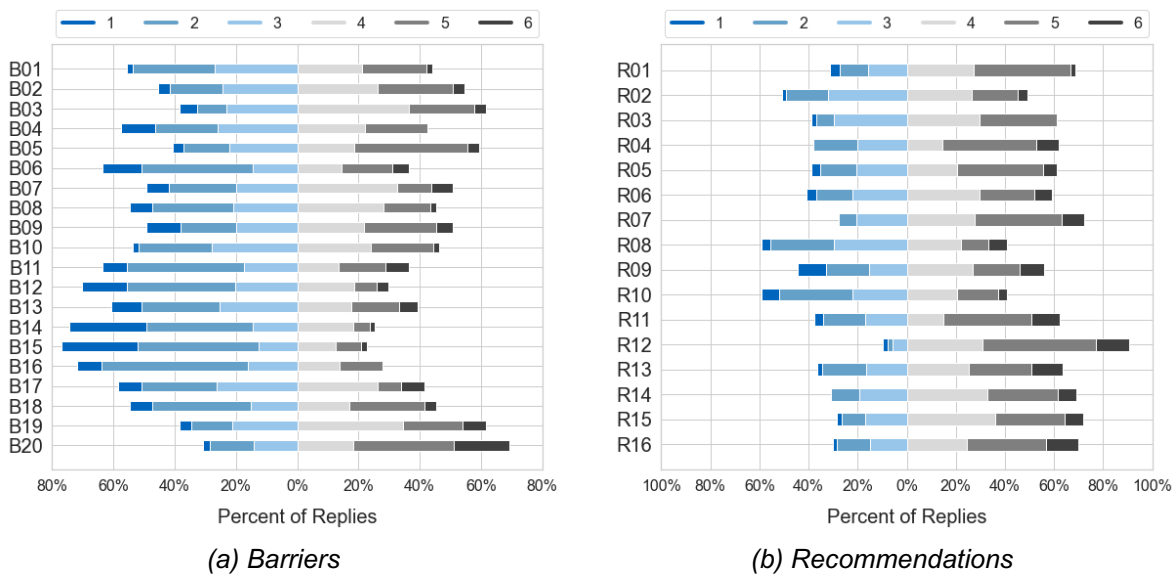 1 2 3 4 5 6
B01
B02
B03
B04
B05
B06
B07
B08
B09
B10
B11
B12
B13
B14
B15
B16
B17
B18
B19
B20
80% 60% 40% 20% 0% 20% 40% 60% 80%
Percent of Replies
(a) Barriers
1 2 3 4 5 6
R01
R02
R03
R04
R05
R06
R07
R08
R09
R10
R11
R12
R13
R14
R15
R16
100% 80% 60% 40% 20% 0% 20% 40% 60% 80% 100%
Percent of Replies
(b) Recommendations